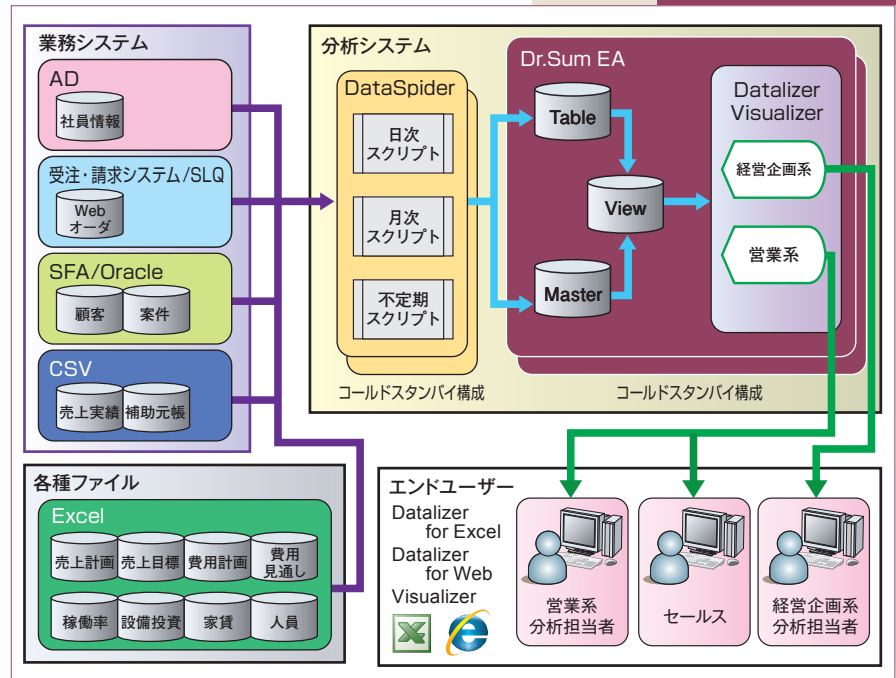 業務システム
AD
社員情報
受注・請求システム/SLQ
Web
オーダ
SFA/Oracle
顧客
案件
CSV
売上実績
補助元帳
各種ファイル
Excel
売上計画
売上目標
費用計画
費用
見通し
稼働率
設備投資
家賃
人員
分析システム
DataSpider
日次
スクリプト
月次
スクリプト
不定期
スクリプト
コールドスタンバイ構成
Dr.Sum EA
Table
View
Master
Datalizer
Visualizer
経営企画系
営業系
コールドスタンバイ構成
エンドユーザー
Datalizer
for Excel
Datalizer
for Web
Visualizer
営業系
分析担当者
セールス
経営企画系
分析担当者